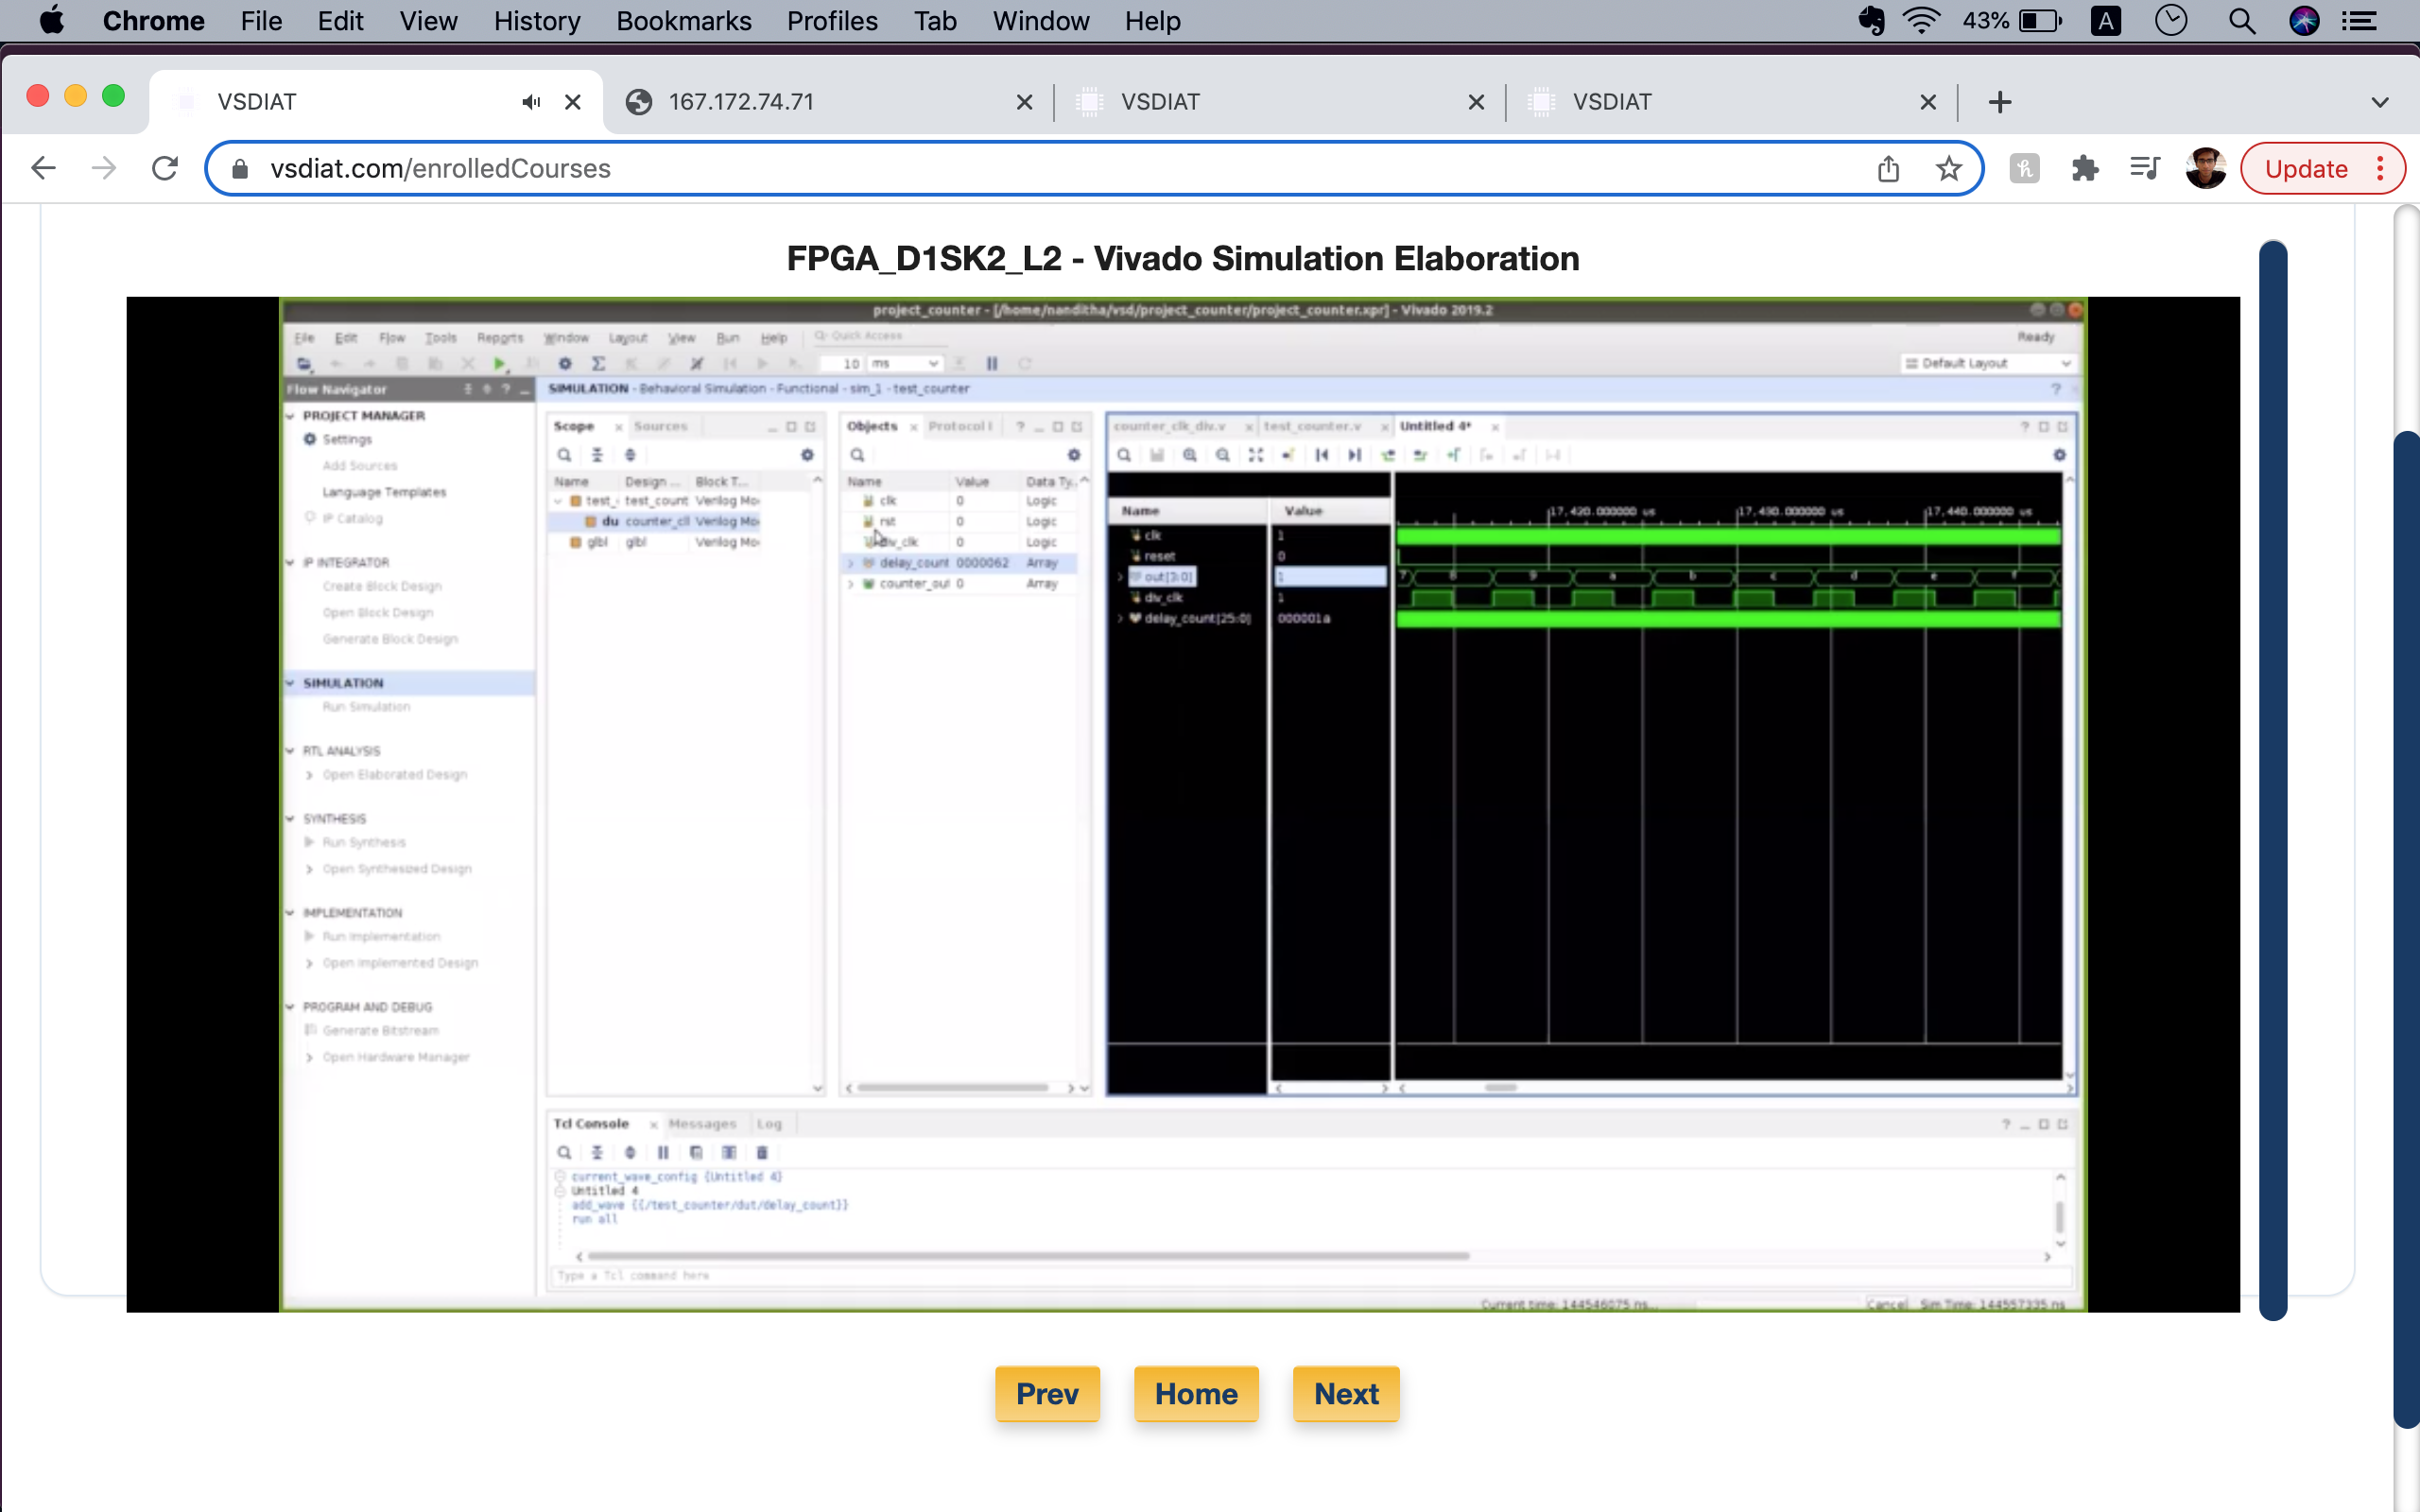 Chrome File Edit View History Bookmarks Profiles Tab Window Help 43% A
VSDIAT 167.172.74.71 VSDIAT VSDIAT
vsdiat.com/enrolledCourses Update
FPGA_D1SK2_L2 - Vivado Simulation Elaboration
project_counter - [/home/nanditha/vsd/project_counter/project_counter.xpr] - Vivado 2019.2
File Edit Flow Tools Reports Window Layout View Run Help Quick Access Ready
10 ms Default Layout
Flow Navigator
SIMULATION - Behavioral Simulation - Functional - sim_1 - test_counter
PROJECT MANAGER
Settings
Add Sources
Language Templates
IP Catalog
IP INTEGRATOR
Create Block Design
Open Block Design
Generate Block Design
SIMULATION
Run Simulation
RTL ANALYSIS
Open Elaborated Design
SYNTHESIS
Run Synthesis
Open Synthesized Design
IMPLEMENTATION
Run Implementation
Open Implemented Design
PROGRAM AND DEBUG
Generate Bitstream
Open Hardware Manager
Scope Sources
Name Design ... Block T...
test_ test_count Verilog Mo
du counter_cl Verilog Mo
glbl glbl Verilog Mo
Objects Protocol I
Name Value Data Ty..
clk 0 Logic
rst 0 Logic
div_clk 0 Logic
delay_count 0000062 Array
counter_ou 0 Array
counter_clk_div.v test_counter.v Untitled 4*
Name Value
17,420.000000 us 17,430.000000 us 17,440.000000 us
clk 1
reset 0
out[3:0] 1 7 8 9 a b c d e f
div_clk 1
delay_count[25:0] 000001a
Tcl Console Messages Log
current_wave_config {Untitled 4}
Untitled 4
add_wave {{/test_counter/dut/delay_count}}
run all
Type a Tcl command here
Current time: 144546075 ns... Cancel Sim Time: 144557335 ns
Prev Home Next